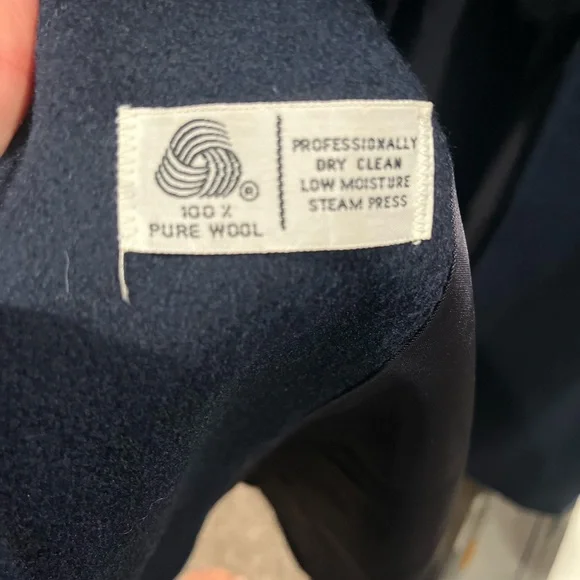 ®
100 %
PURE WOOL
PROFESSIONALLY
DRY CLEAN
LOW MOISTURE
STEAM PRESS